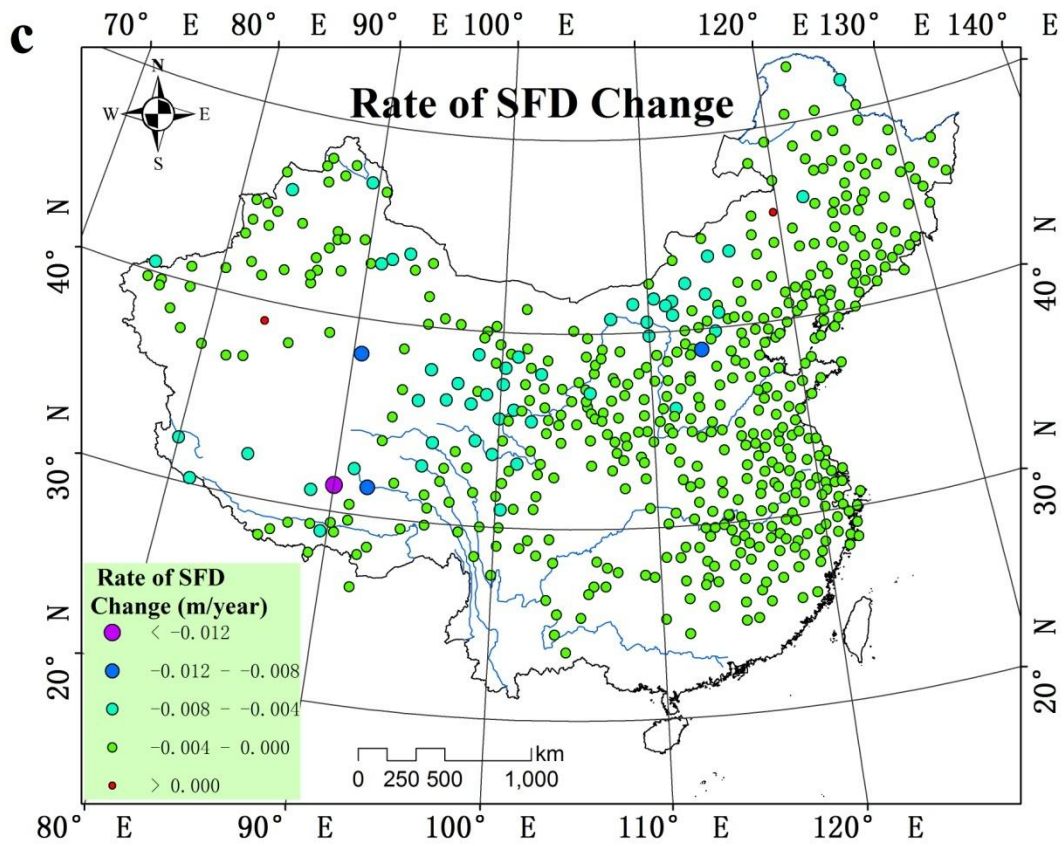 c
70° E 80° E 90° E 100° E 120° E 130° E 140° E
N
W E
S
Rate of SFD Change
40° N
30° N
20° N
40° N
30° N
20° N
Rate of SFD
Change (m/year)
< -0.012
-0.012 - -0.008
-0.008 - -0.004
-0.004 - 0.000
> 0.000
km
0 250 500 1,000
80° E 90° E 100° E 110° E 120° E